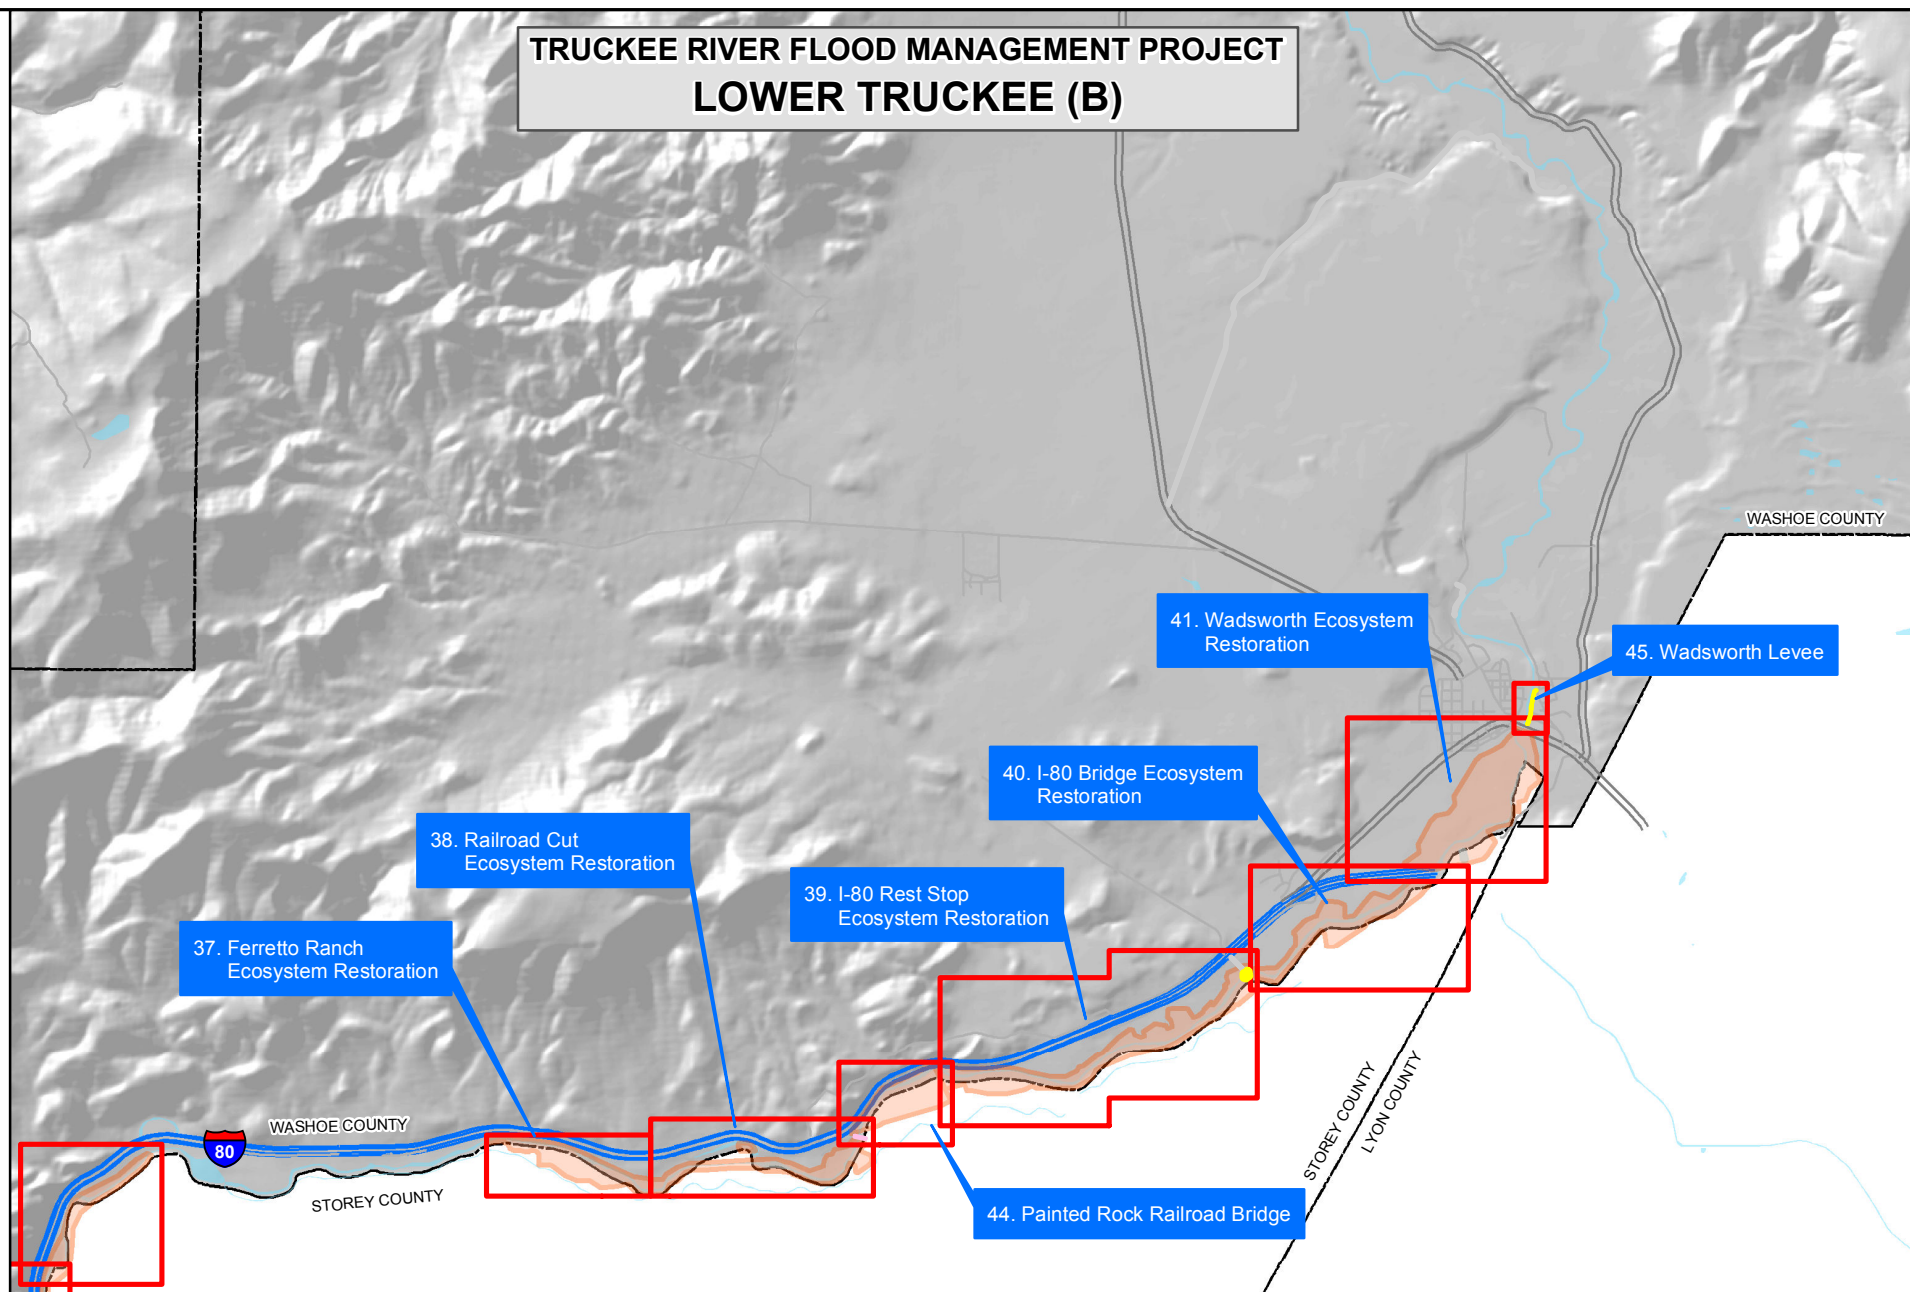 TRUCKEE RIVER FLOOD MANAGEMENT PROJECT
LOWER TRUCKEE (B)
WASHOE COUNTY
41. Wadsworth Ecosystem
Restoration
45. Wadsworth Levee
40. I-80 Bridge Ecosystem
Restoration
38. Railroad Cut
Ecosystem Restoration
39. I-80 Rest Stop
Ecosystem Restoration
37. Ferretto Ranch
Ecosystem Restoration
WASHOE COUNTY
80
STOREY COUNTY
STOREY COUNTY
LYON COUNTY
44. Painted Rock Railroad Bridge